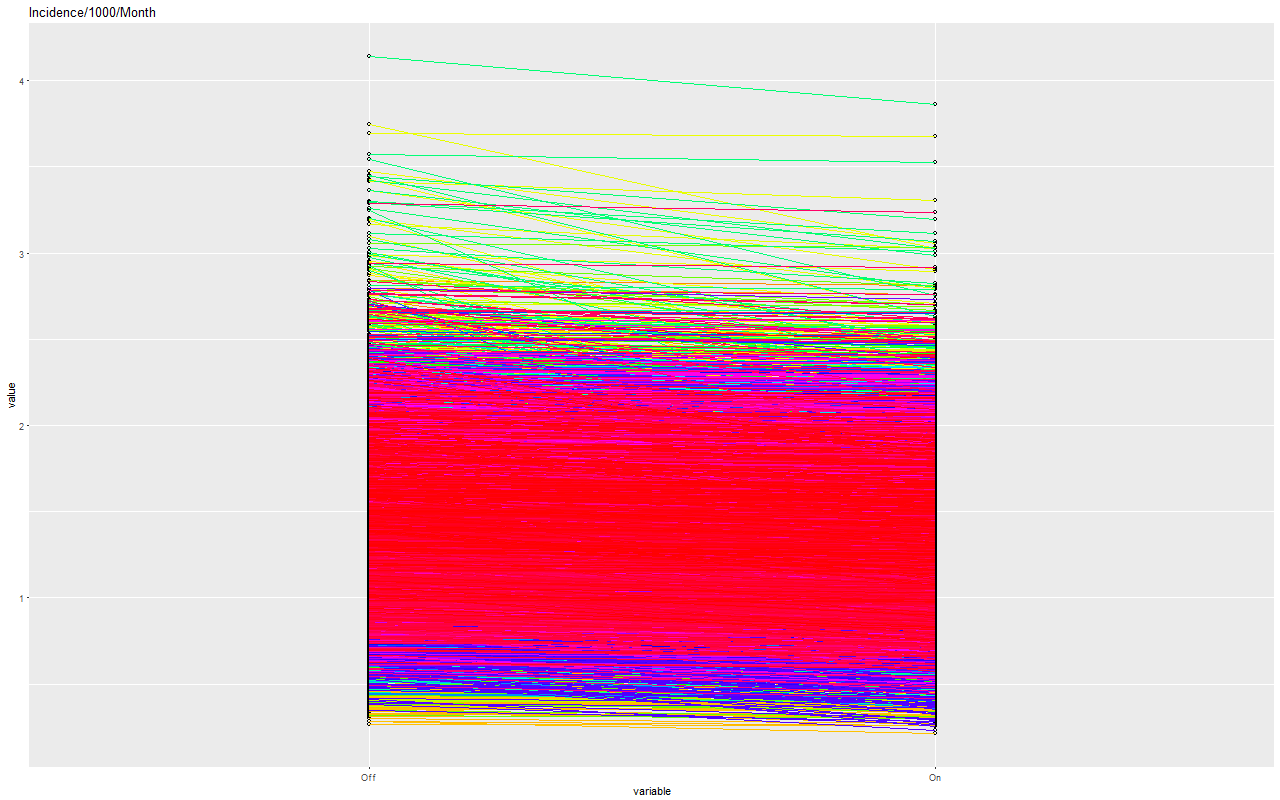 Incidence/1000/Month
4
3
2
1
value
Off
On
variable